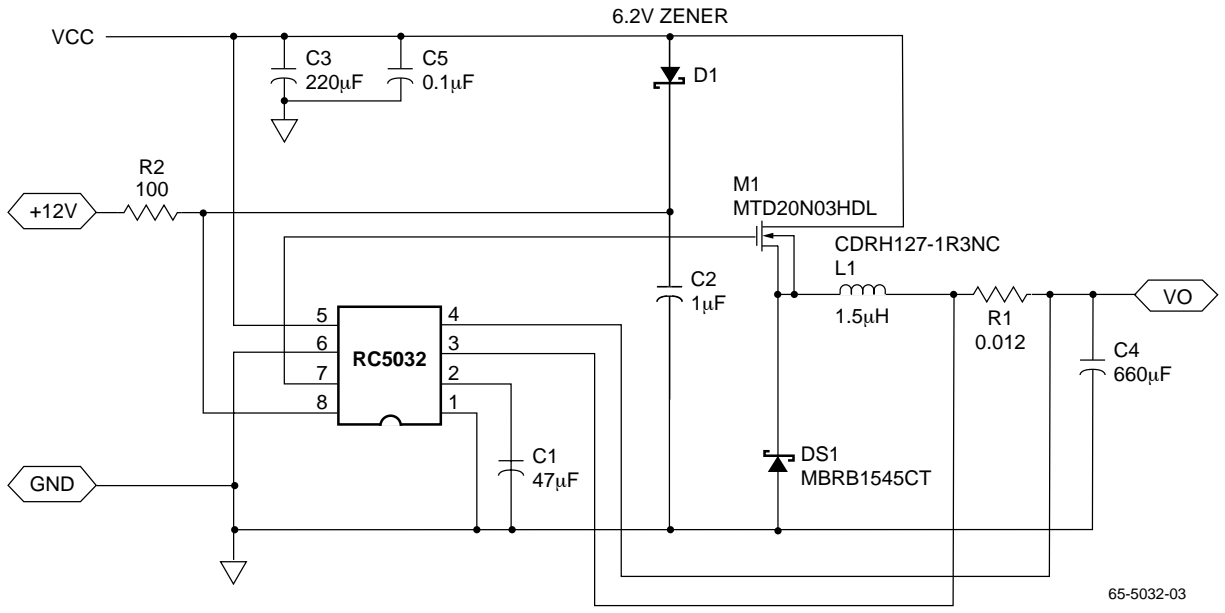 6.2V ZENER
VCC
C3
220µF
C5
0.1µF
D1
R2
100
+12V
M1
MTD20N03HDL
CDRH127-1R3NC
L1
1.5µH
C2
1µF
R1
0.012
VO
C4
660µF
5
6
7
8
RC5032
4
3
2
1
C1
47µF
DS1
MBRB1545CT
GND
65-5032-03